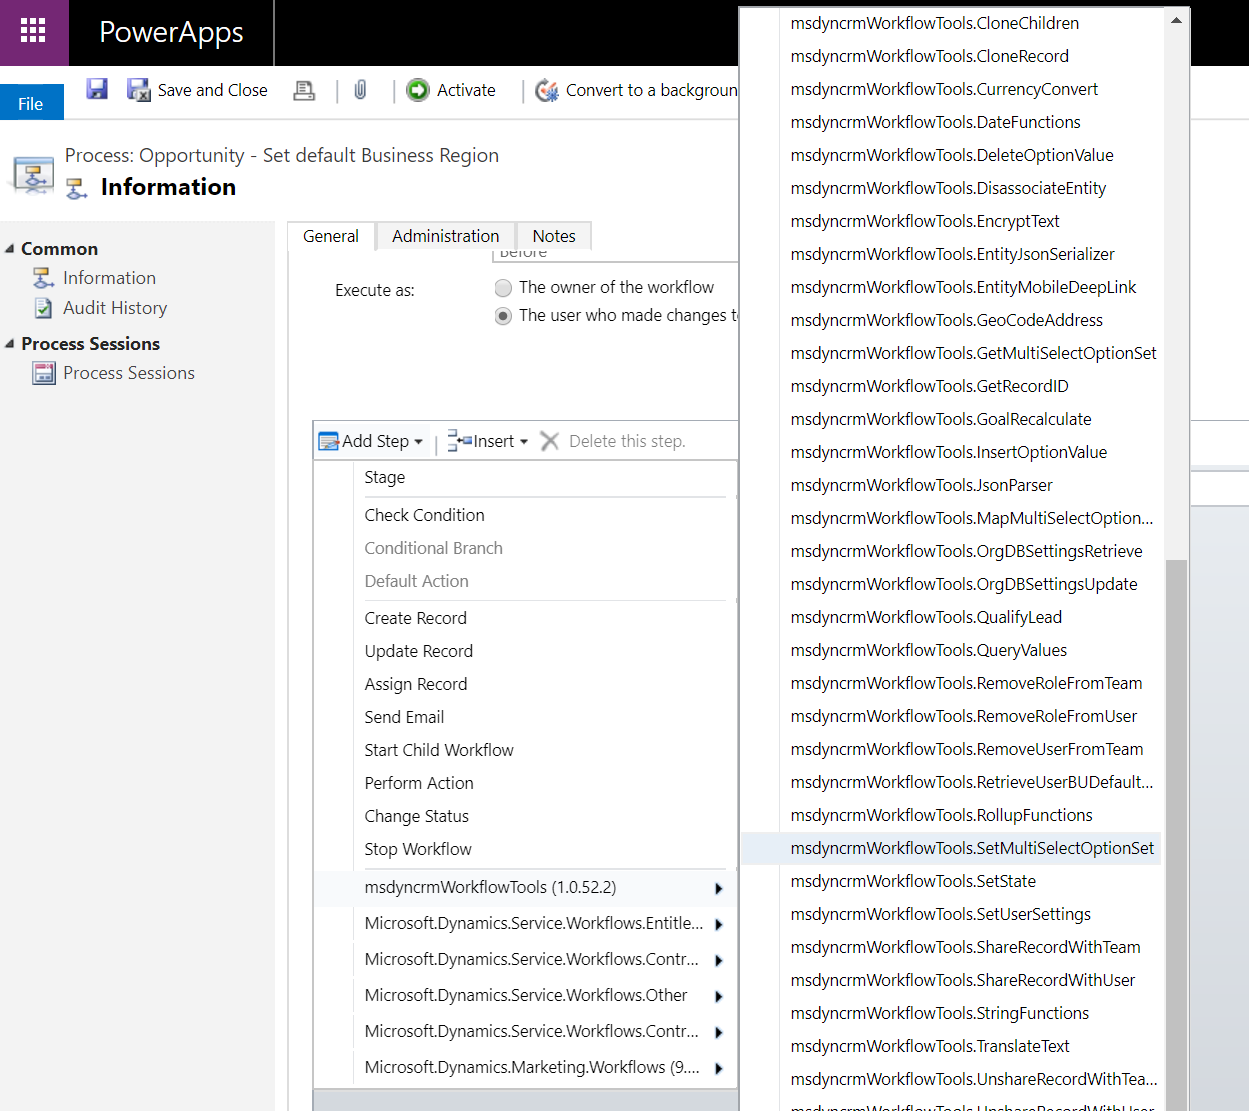 PowerApps
File
Save and Close
Activate
Convert to a backgroun
Process: Opportunity - Set default Business Region
Information
Common
Information
Audit History
Process Sessions
Process Sessions
General
Administration
Notes
Before
Execute as:
The owner of the workflow
The user who made changes t
Add Step
Insert
Delete this step.
Stage
Check Condition
Conditional Branch
Default Action
Create Record
Update Record
Assign Record
Send Email
Start Child Workflow
Perform Action
Change Status
Stop Workflow
msdyncrmWorkflowTools (1.0.52.2)
Microsoft.Dynamics.Service.Workflows.Entitle...
Microsoft.Dynamics.Service.Workflows.Contr...
Microsoft.Dynamics.Service.Workflows.Other
Microsoft.Dynamics.Service.Workflows.Contr...
Microsoft.Dynamics.Marketing.Workflows (9....
msdyncrmWorkflowTools.CloneChildren
msdyncrmWorkflowTools.CloneRecord
msdyncrmWorkflowTools.CurrencyConvert
msdyncrmWorkflowTools.DateFunctions
msdyncrmWorkflowTools.DeleteOptionValue
msdyncrmWorkflowTools.DisassociateEntity
msdyncrmWorkflowTools.EncryptText
msdyncrmWorkflowTools.EntityJsonSerializer
msdyncrmWorkflowTools.EntityMobileDeepLink
msdyncrmWorkflowTools.GeoCodeAddress
msdyncrmWorkflowTools.GetMultiSelectOptionSet
msdyncrmWorkflowTools.GetRecordID
msdyncrmWorkflowTools.GoalRecalculate
msdyncrmWorkflowTools.InsertOptionValue
msdyncrmWorkflowTools.JsonParser
msdyncrmWorkflowTools.MapMultiSelectOption...
msdyncrmWorkflowTools.OrgDBSettingsRetrieve
msdyncrmWorkflowTools.OrgDBSettingsUpdate
msdyncrmWorkflowTools.QualifyLead
msdyncrmWorkflowTools.QueryValues
msdyncrmWorkflowTools.RemoveRoleFromTeam
msdyncrmWorkflowTools.RemoveRoleFromUser
msdyncrmWorkflowTools.RemoveUserFromTeam
msdyncrmWorkflowTools.RetrieveUserBUDefault...
msdyncrmWorkflowTools.RollupFunctions
msdyncrmWorkflowTools.SetMultiSelectOptionSet
msdyncrmWorkflowTools.SetState
msdyncrmWorkflowTools.SetUserSettings
msdyncrmWorkflowTools.ShareRecordWithTeam
msdyncrmWorkflowTools.ShareRecordWithUser
msdyncrmWorkflowTools.StringFunctions
msdyncrmWorkflowTools.TranslateText
msdyncrmWorkflowTools.UnshareRecordWithTea...
msdyncrmWorkflowTools.UnshareRecordWithUser